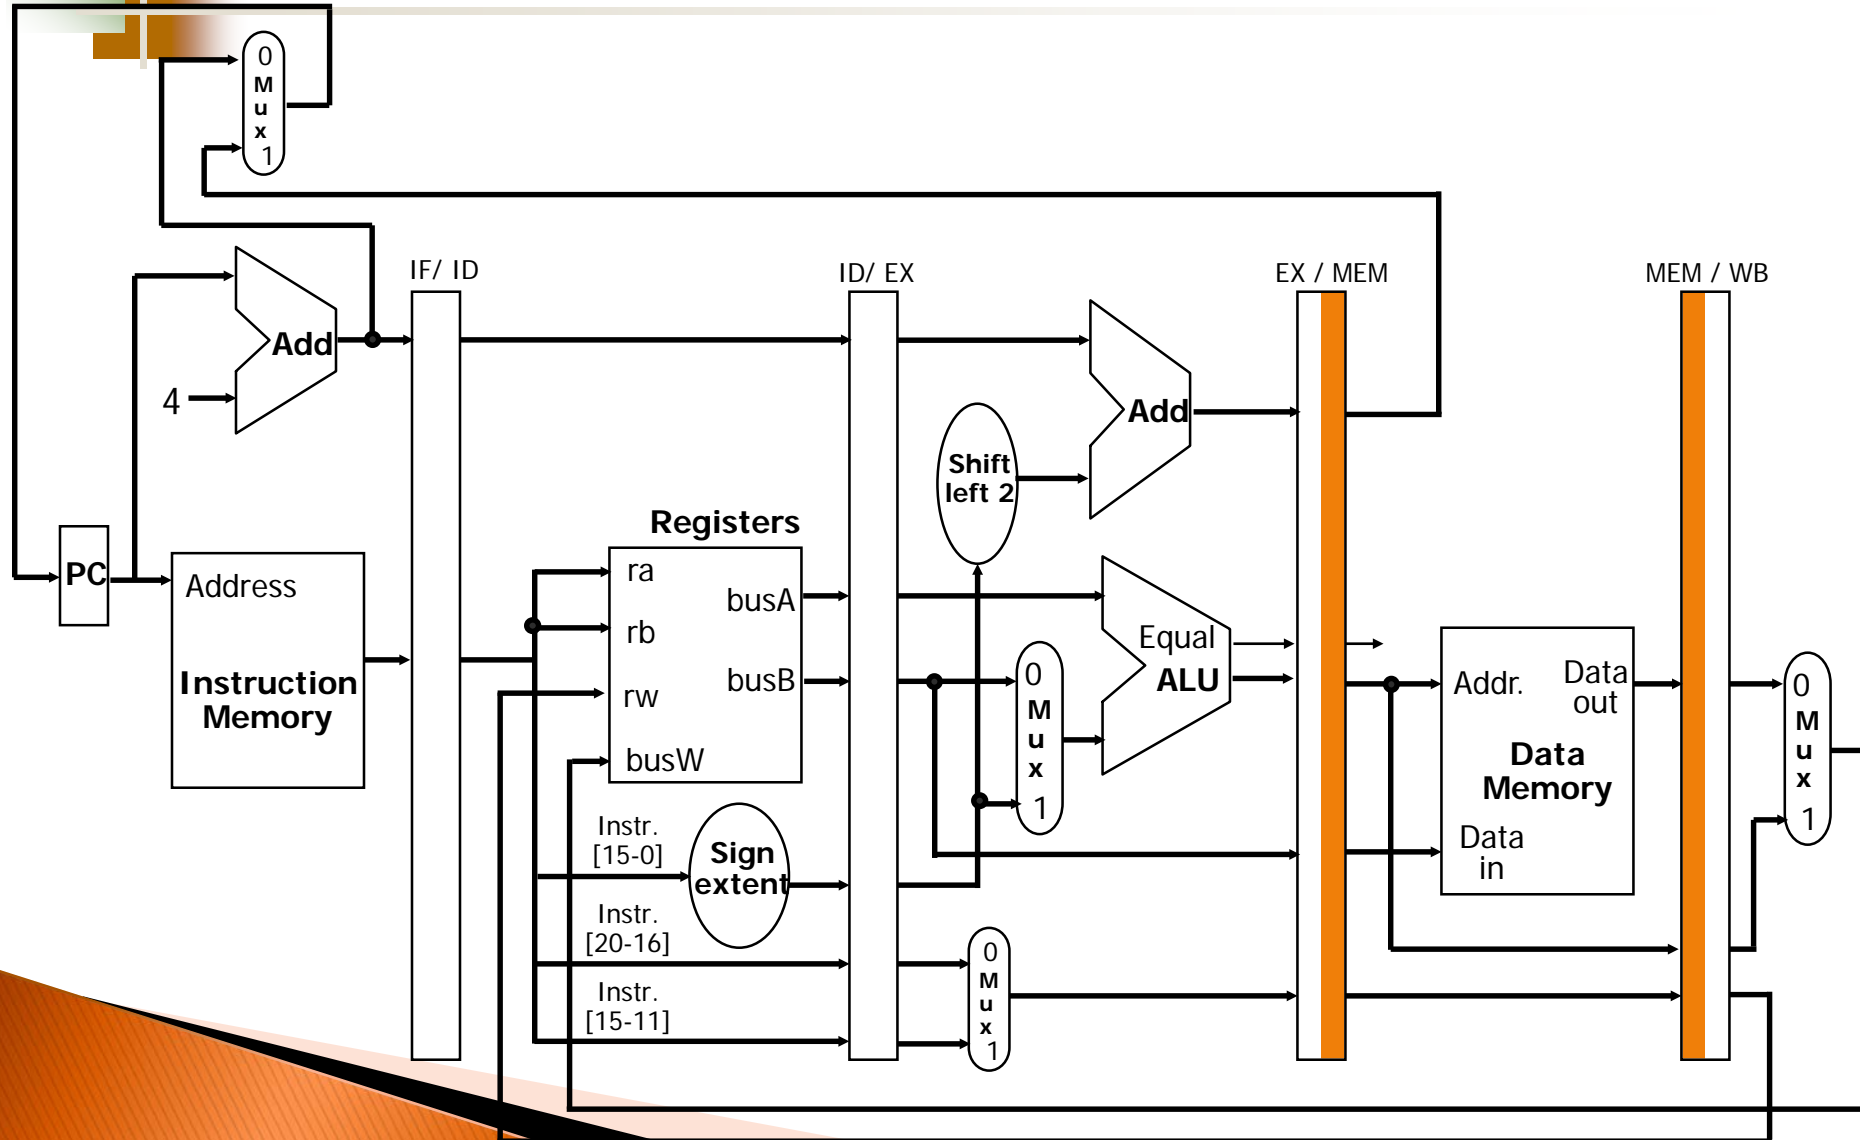 0
M
u
x
1
IF/ ID
ID/ EX
EX / MEM
MEM / WB
Add
4
Add
Shift
left 2
Registers
PC
Address
Instruction
Memory
ra
rb
rw
busW
busA
busB
0
M
u
x
1
Equal
ALU
Addr.
Data
out
Data
Memory
Data
in
0
M
u
x
1
Instr.
[15-0]
Sign
extent
Instr.
[20-16]
Instr.
[15-11]
0
M
u
x
1